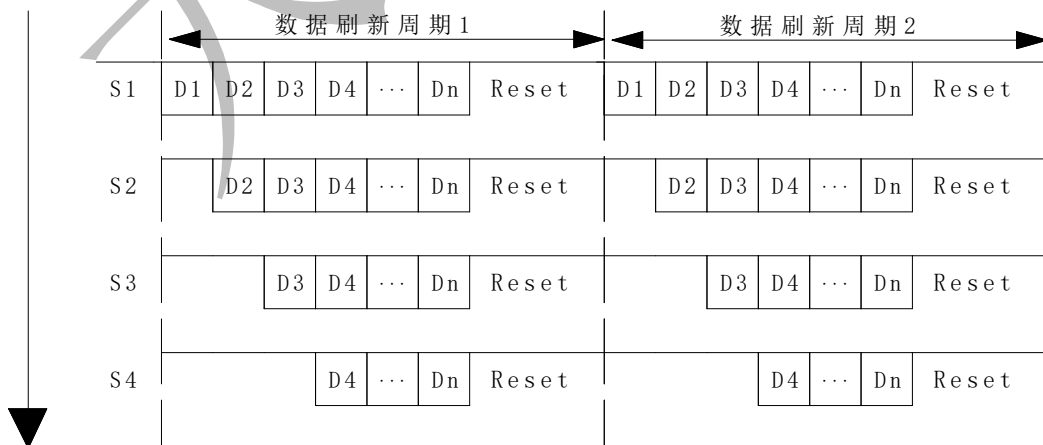 数据刷新周期1 数据刷新周期2
S1 D1 D2 D3 D4 ··· Dn Reset D1 D2 D3 D4 ··· Dn Reset
S2 D2 D3 D4 ··· Dn Reset D2 D3 D4 ··· Dn Reset
S3 D3 D4 ··· Dn Reset D3 D4 ··· Dn Reset
S4 D4 ··· Dn Reset D4 ··· Dn Reset